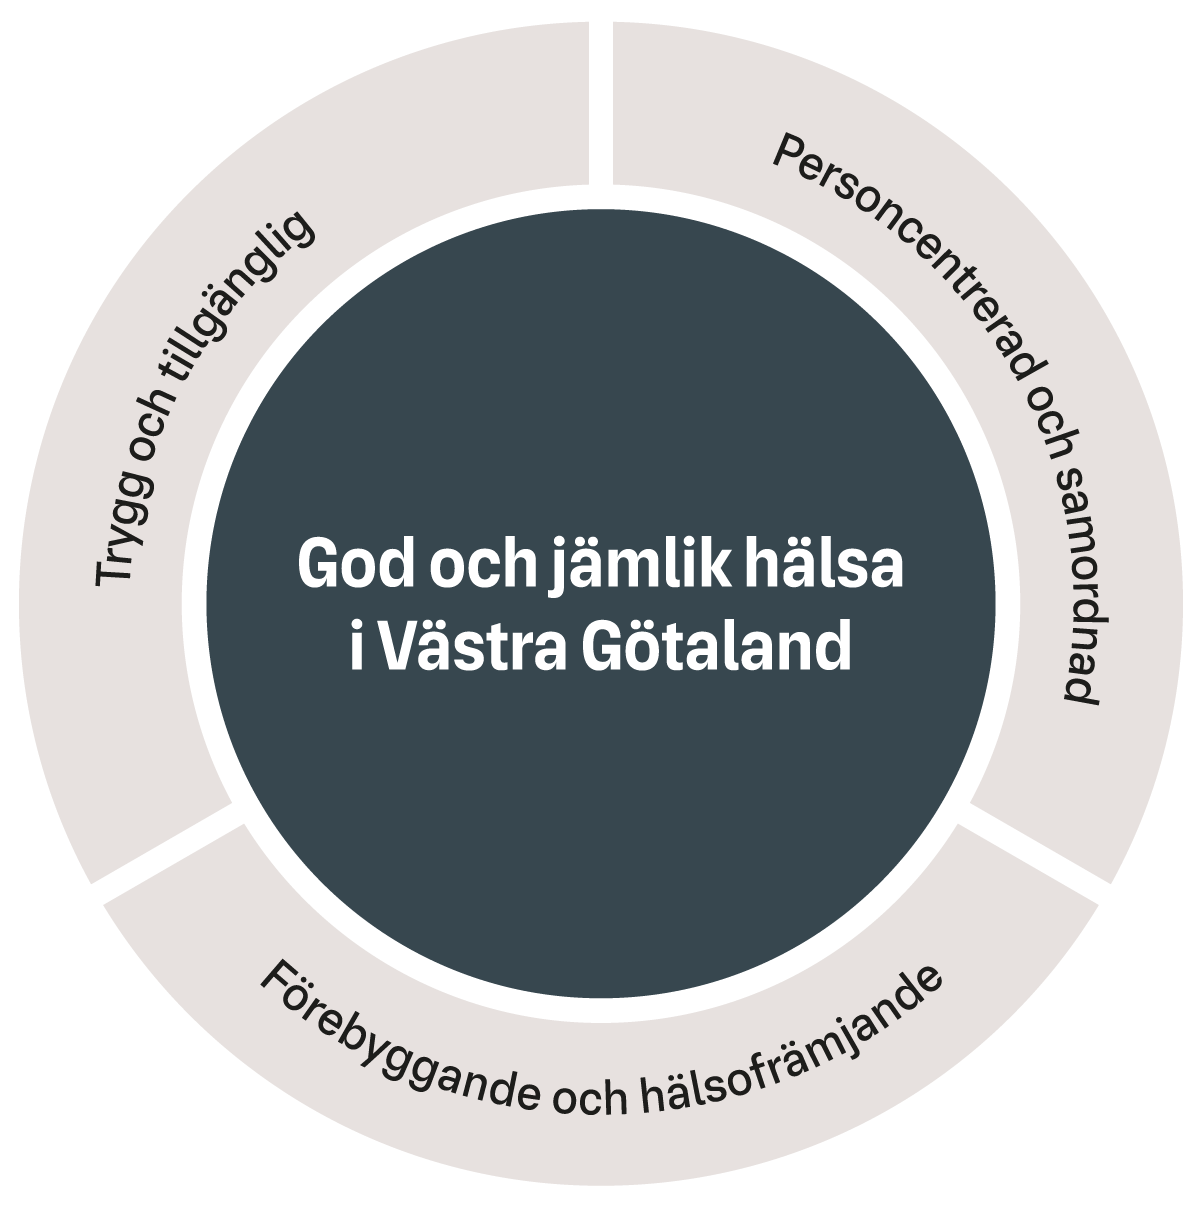 Trygg och tillgänglig
Personcentrerad och samordnad
God och jämlik hälsa
i Västra Götaland
Förebyggande och hälsofrämjande